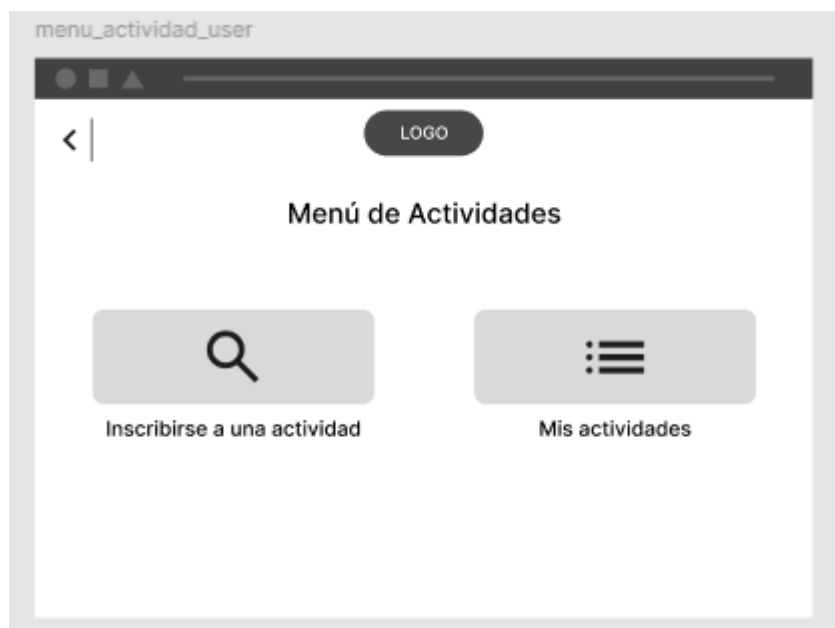 menu_actividad_user
LOGO
Menú de Actividades
Inscribirse a una actividad
Mis actividades